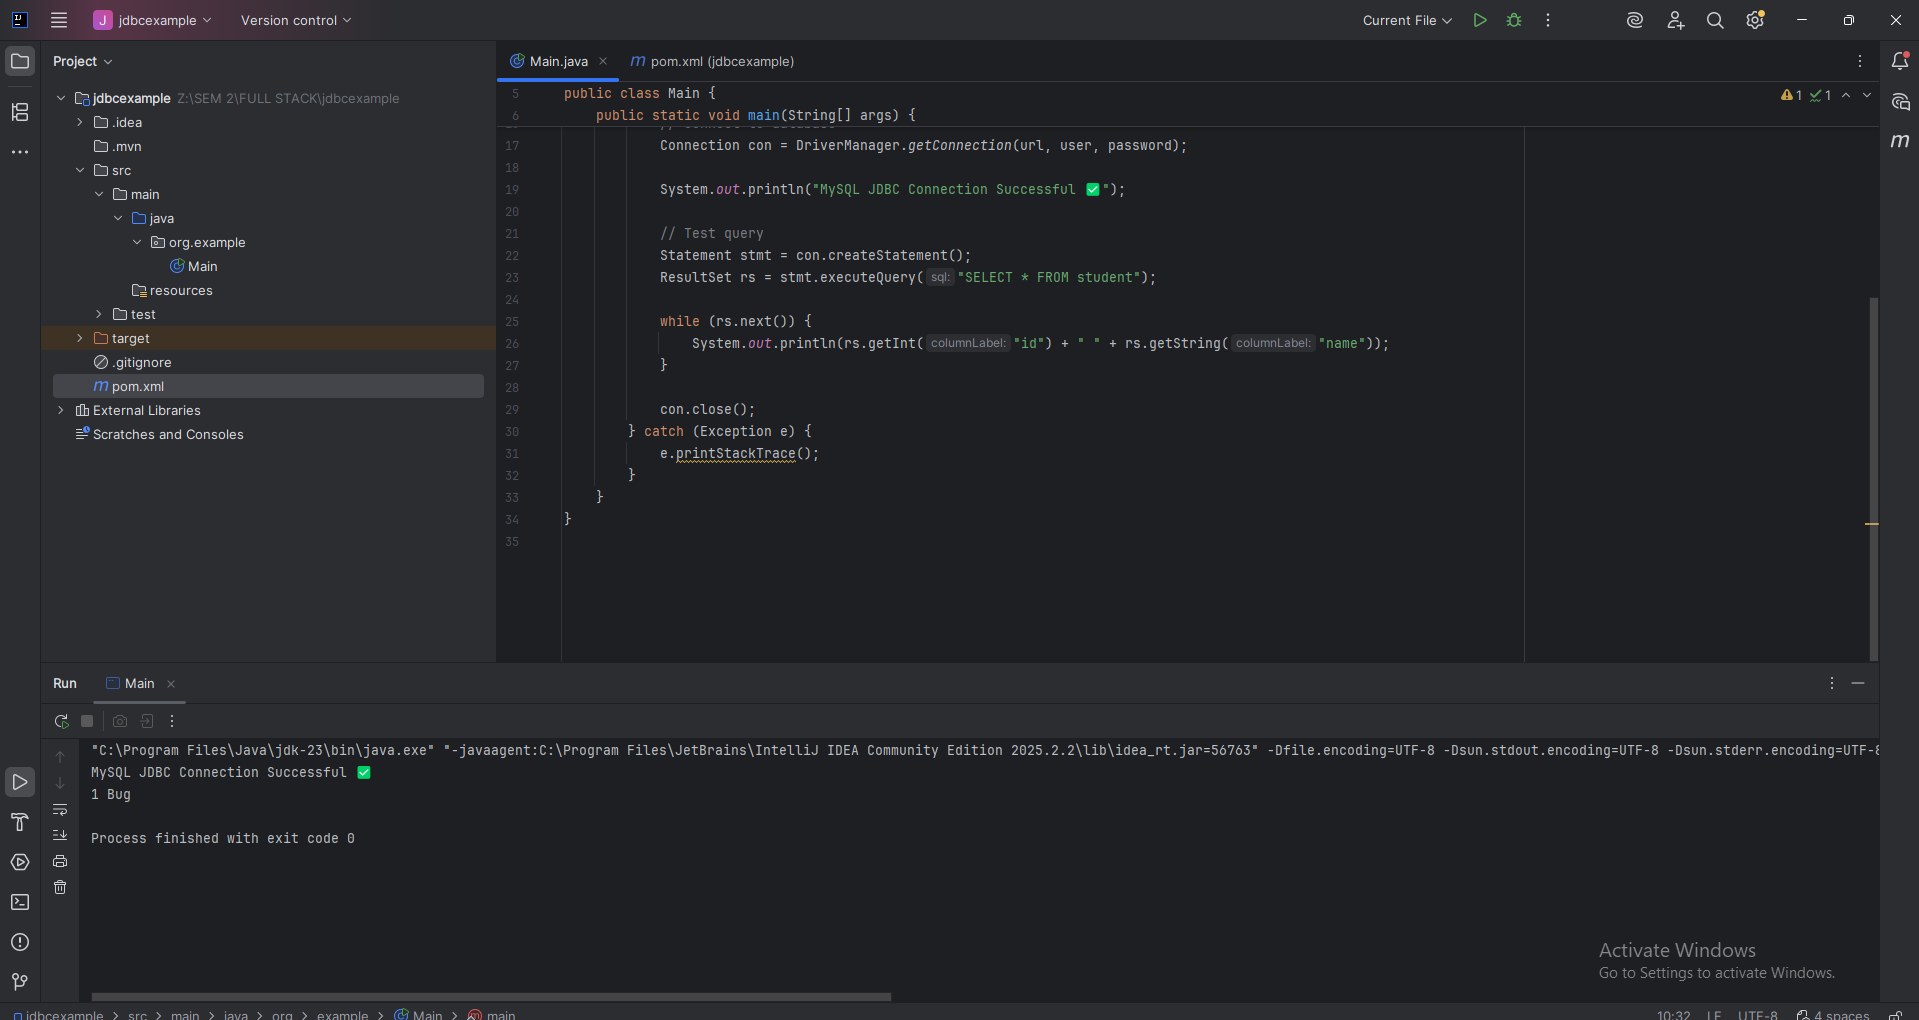 J jdbcexample Version control Current File
Project
Main.java
pom.xml (jdbcexample)
jdbcexample Z:\SEM 2\FULL STACK\jdbcexample
.idea
.mvn
src
main
java
org.example
Main
resources
test
target
.gitignore
pom.xml
External Libraries
Scratches and Consoles
1 1
5 public class Main {
6 public static void main(String[] args) {
17 Connection con = DriverManager.getConnection(url, user, password);
18
19 System.out.println("MySQL JDBC Connection Successful ✅");
20
21 // Test query
22 Statement stmt = con.createStatement();
23 ResultSet rs = stmt.executeQuery( sql: "SELECT * FROM student");
24
25 while (rs.next()) {
26 System.out.println(rs.getInt( columnLabel: "id") + " " + rs.getString( columnLabel: "name"));
27 }
28
29 con.close();
30 } catch (Exception e) {
31 e.printStackTrace();
32 }
33 }
34 }
35
Run Main
"C:\Program Files\Java\jdk-23\bin\java.exe" "-javaagent:C:\Program Files\JetBrains\IntelliJ IDEA Community Edition 2025.2.2\lib\idea_rt.jar=56763" -Dfile.encoding=UTF-8 -Dsun.stdout.encoding=UTF-8 -Dsun.stderr.encoding=UTF-8
MySQL JDBC Connection Successful ✅
1 Bug
Process finished with exit code 0
Activate Windows
Go to Settings to activate Windows.
jdbcexample > src > main > java > org > example > Main > main 10:32 LF UTF-8 4 spaces